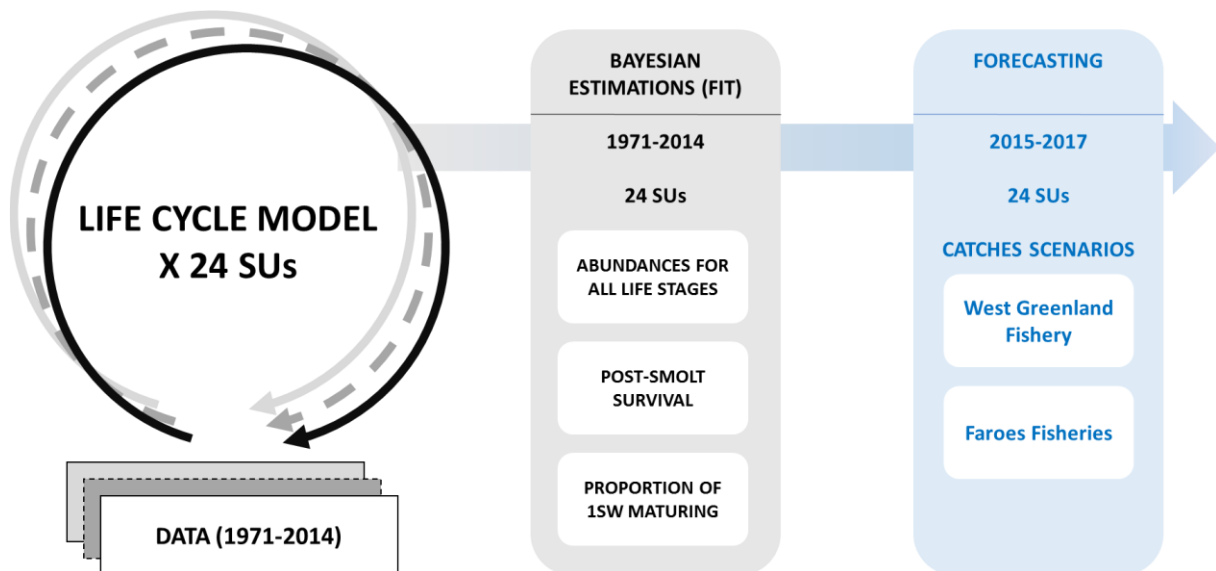 LIFE CYCLE MODEL
X 24 SUs
DATA (1971-2014)
BAYESIAN
ESTIMATIONS (FIT)
1971-2014
24 SUs
ABUNDANCES FOR
ALL LIFE STAGES
POST-SMOLT
SURVIVAL
PROPORTION OF
1SW MATURING
FORECASTING
2015-2017
24 SUs
CATCHES SCENARIOS
West Greenland
Fishery
Faroes Fisheries